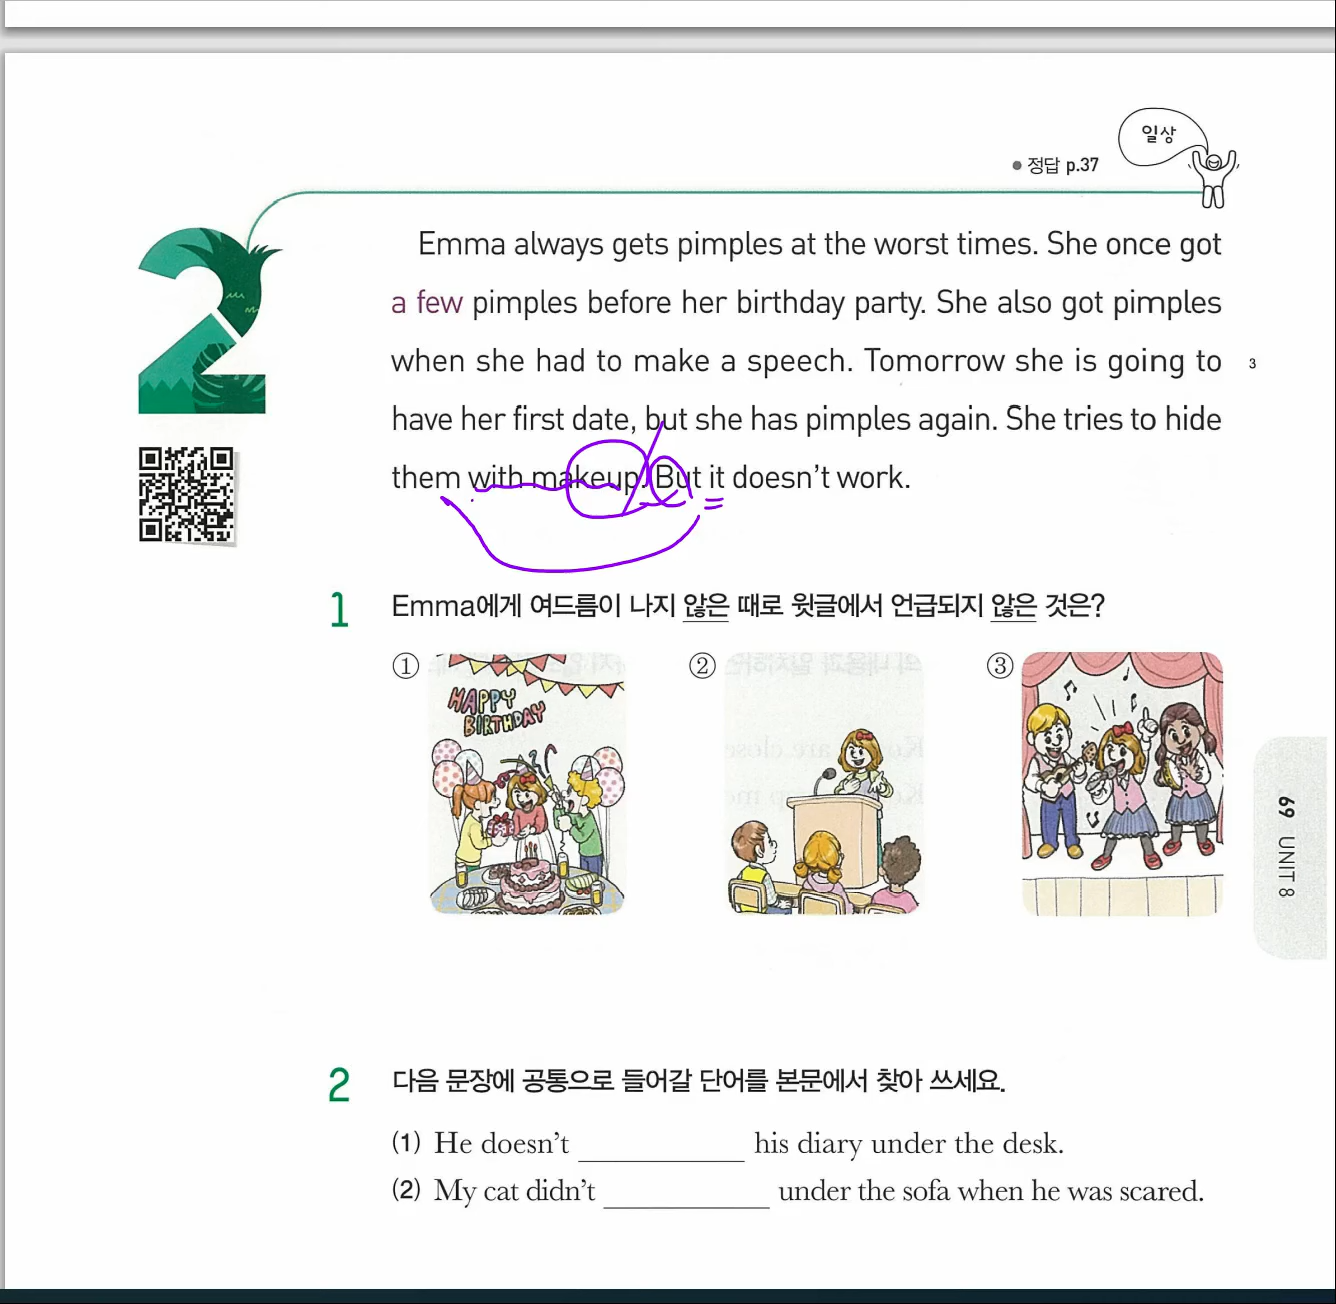 일상
● 정답 p.37
2
Emma always gets pimples at the worst times. She once got
a few pimples before her birthday party. She also got pimples
when she had to make a speech. Tomorrow she is going to
3
have her first date, but she has pimples again. She tries to hide
them with makeup. But it doesn't work.
1 Emma에게 여드름이 나지 않은 때로 윗글에서 언급되지 않은 것은?
① ② ③
HAPPY
BIRTHDAY
69 UNIT 8
2 다음 문장에 공통으로 들어갈 단어를 본문에서 찾아 쓰세요.
(1) He doesn't ____________ his diary under the desk.
(2) My cat didn't ____________ under the sofa when he was scared.